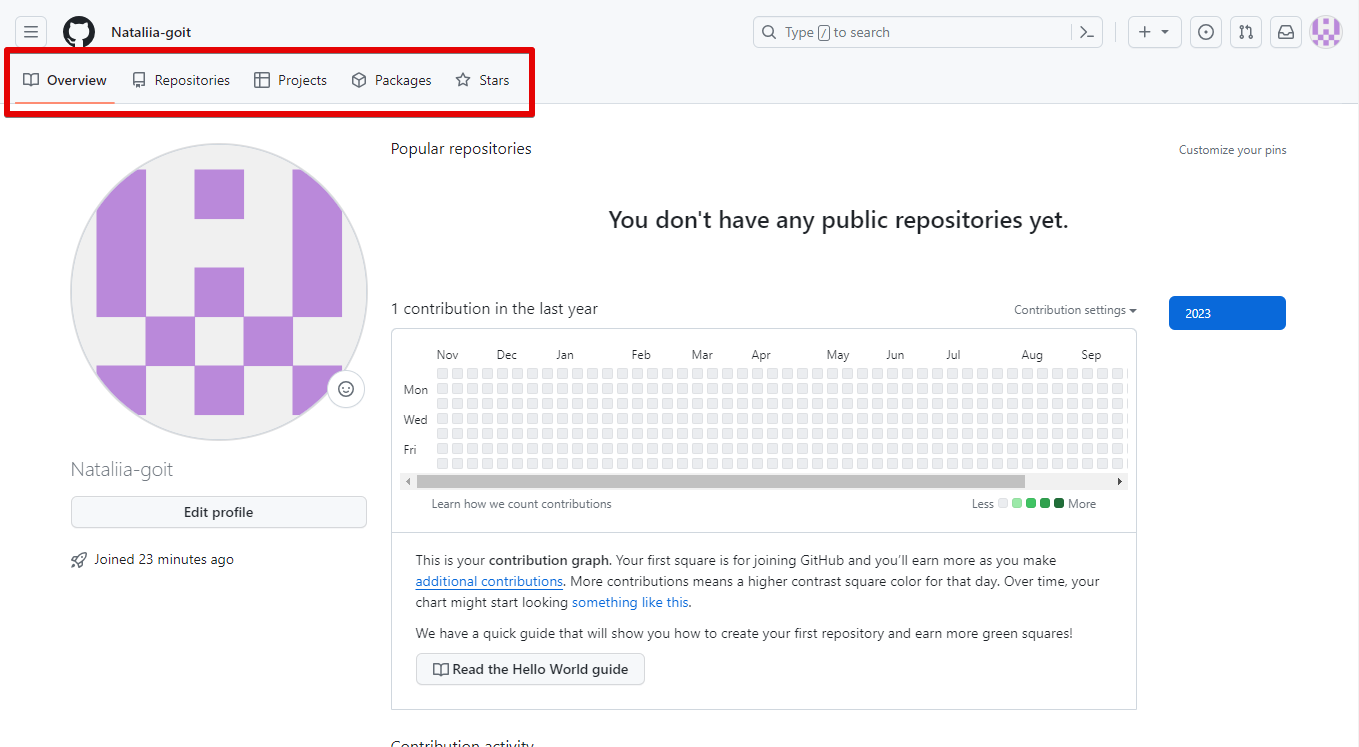 Nataliia-goit
Type / to search
Overview Repositories Projects Packages Stars
Popular repositories
Customize your pins
You don't have any public repositories yet.
1 contribution in the last year
Contribution settings
2023
Nov Dec Jan Feb Mar Apr May Jun Jul Aug Sep
Mon
Wed
Fri
Learn how we count contributions
Less More
Nataliia-goit
Edit profile
Joined 23 minutes ago
This is your contribution graph. Your first square is for joining GitHub and you'll earn more as you make
additional contributions. More contributions means a higher contrast square color for that day. Over time, your
chart might start looking something like this.
We have a quick guide that will show you how to create your first repository and earn more green squares!
Read the Hello World guide
Contribution activity